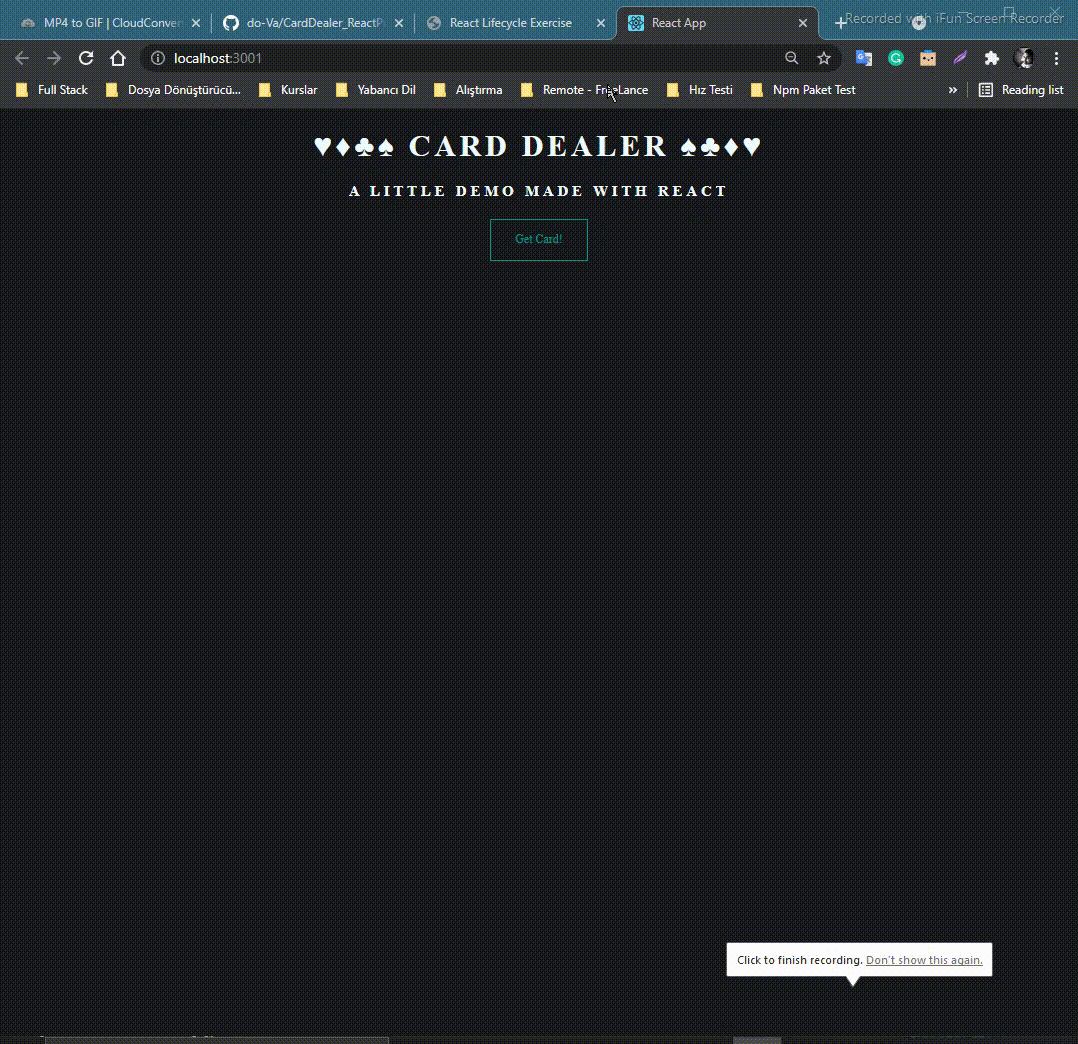 MP4 to GIF | CloudConver
do-Va/CardDealer_ReactP
React Lifecycle Exercise
React App
Recorded with iFun Screen Recorder
localhost:3001
Full Stack
Dosya Dönüştürücü...
Kurslar
Yabancı Dil
Alıştırma
Remote - FreeLance
Hız Testi
Npm Paket Test
»
Reading list
♥♦♣♠ CARD DEALER ♠♣♦♥
A LITTLE DEMO MADE WITH REACT
Get Card!
Click to finish recording. Don't show this again.